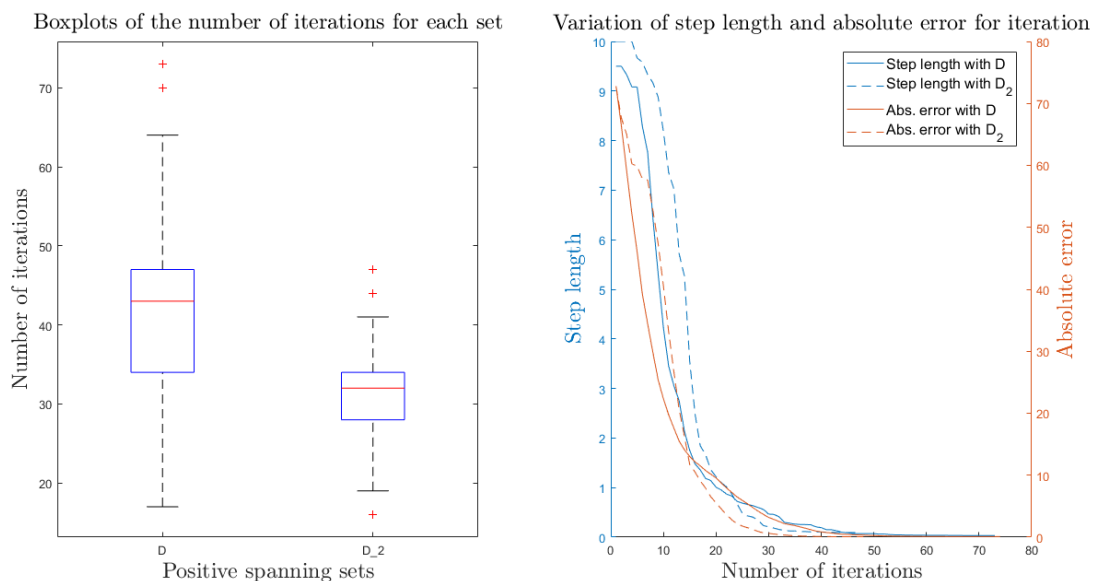 Boxplots of the number of iterations for each set
70
60
50
40
30
20
Number of iterations
D
D_2
Positive spanning sets
Variation of step length and absolute error for iteration
10
9
8
7
6
5
4
3
2
1
0
Step length
Step length with D
Step length with D2
Abs. error with D
Abs. error with D2
80
70
60
50
40
30
20
10
0
Absolute error
0
10
20
30
40
50
60
70
80
Number of iterations